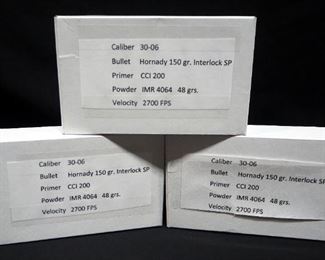 Caliber 30-06
Bullet Hornady 150 gr. Interlock SP
Primer CCI 200
Powder IMR 4064 48 grs.
Velocity 2700 FPS
Caliber 30-06
Bullet Hornady 150 gr. Interlock SP
Primer CCI 200
Powder IMR 4064 48 grs.
Velocity 2700 FPS
Caliber 30-06
Bullet Hornady 150 gr. Interlock SP
Primer CCI 200
Powder IMR 4064 48 grs.
Velocity 2700 FPS